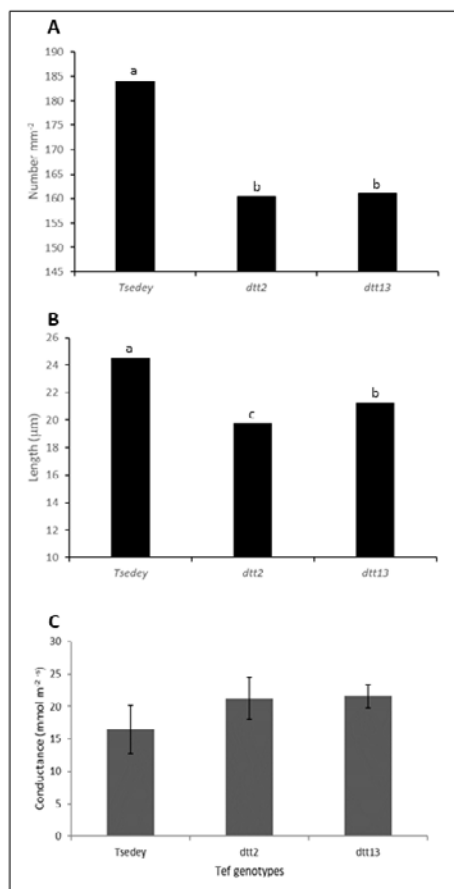 A
Number mm⁻²
190
185
180
175
170
165
160
155
150
145
a
b
b
Tsedey dtt2 dtt13
B
Length (µm)
26
24
22
20
18
16
14
12
10
a
c
b
Tsedey dtt2 dtt13
C
Conductance (mmol m⁻² ˢ)
30
25
20
15
10
5
0
Tsedey dtt2 dtt13
Tef genotypes